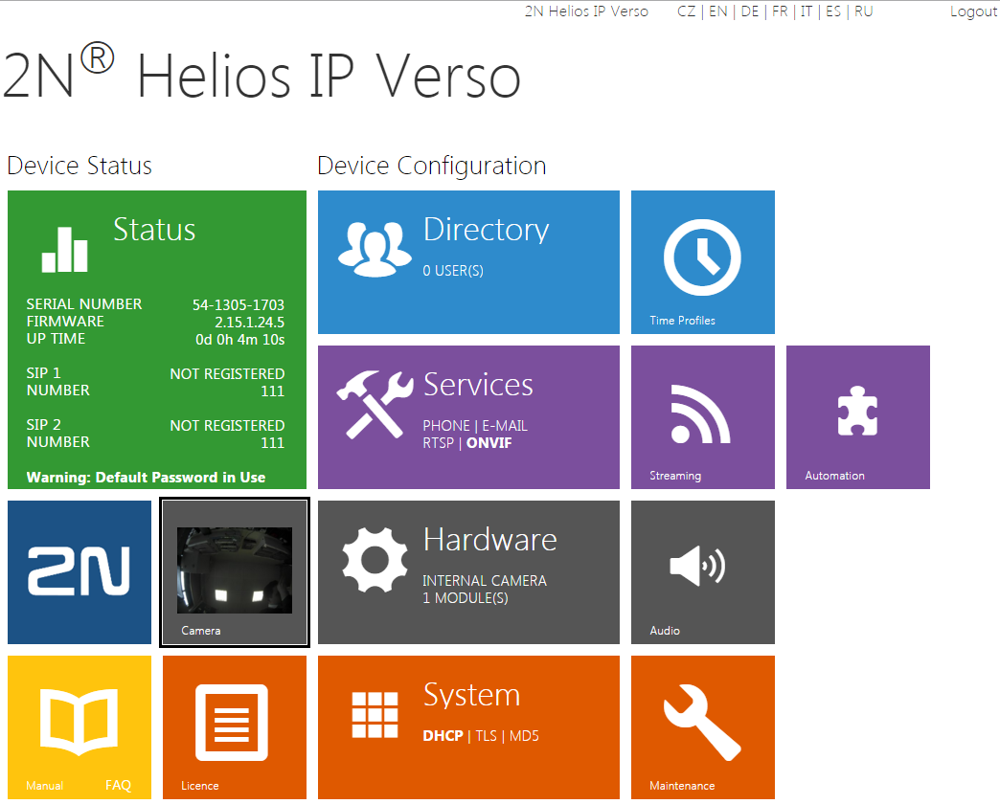 2N Helios IP Verso CZ | EN | DE | FR | IT | ES | RU Logout
2N® Helios IP Verso
Device Status
Device Configuration
Status
SERIAL NUMBER 54-1305-1703
FIRMWARE 2.15.1.24.5
UP TIME 0d 0h 4m 10s
SIP 1 NOT REGISTERED
NUMBER 111
SIP 2 NOT REGISTERED
NUMBER 111
Warning: Default Password in Use
Directory
0 USER(S)
Time Profiles
Services
PHONE | E-MAIL
RTSP | ONVIF
Streaming
Automation
2N
Camera
Hardware
INTERNAL CAMERA
1 MODULE(S)
Audio
Manual FAQ
Licence
System
DHCP | TLS | MD5
Maintenance